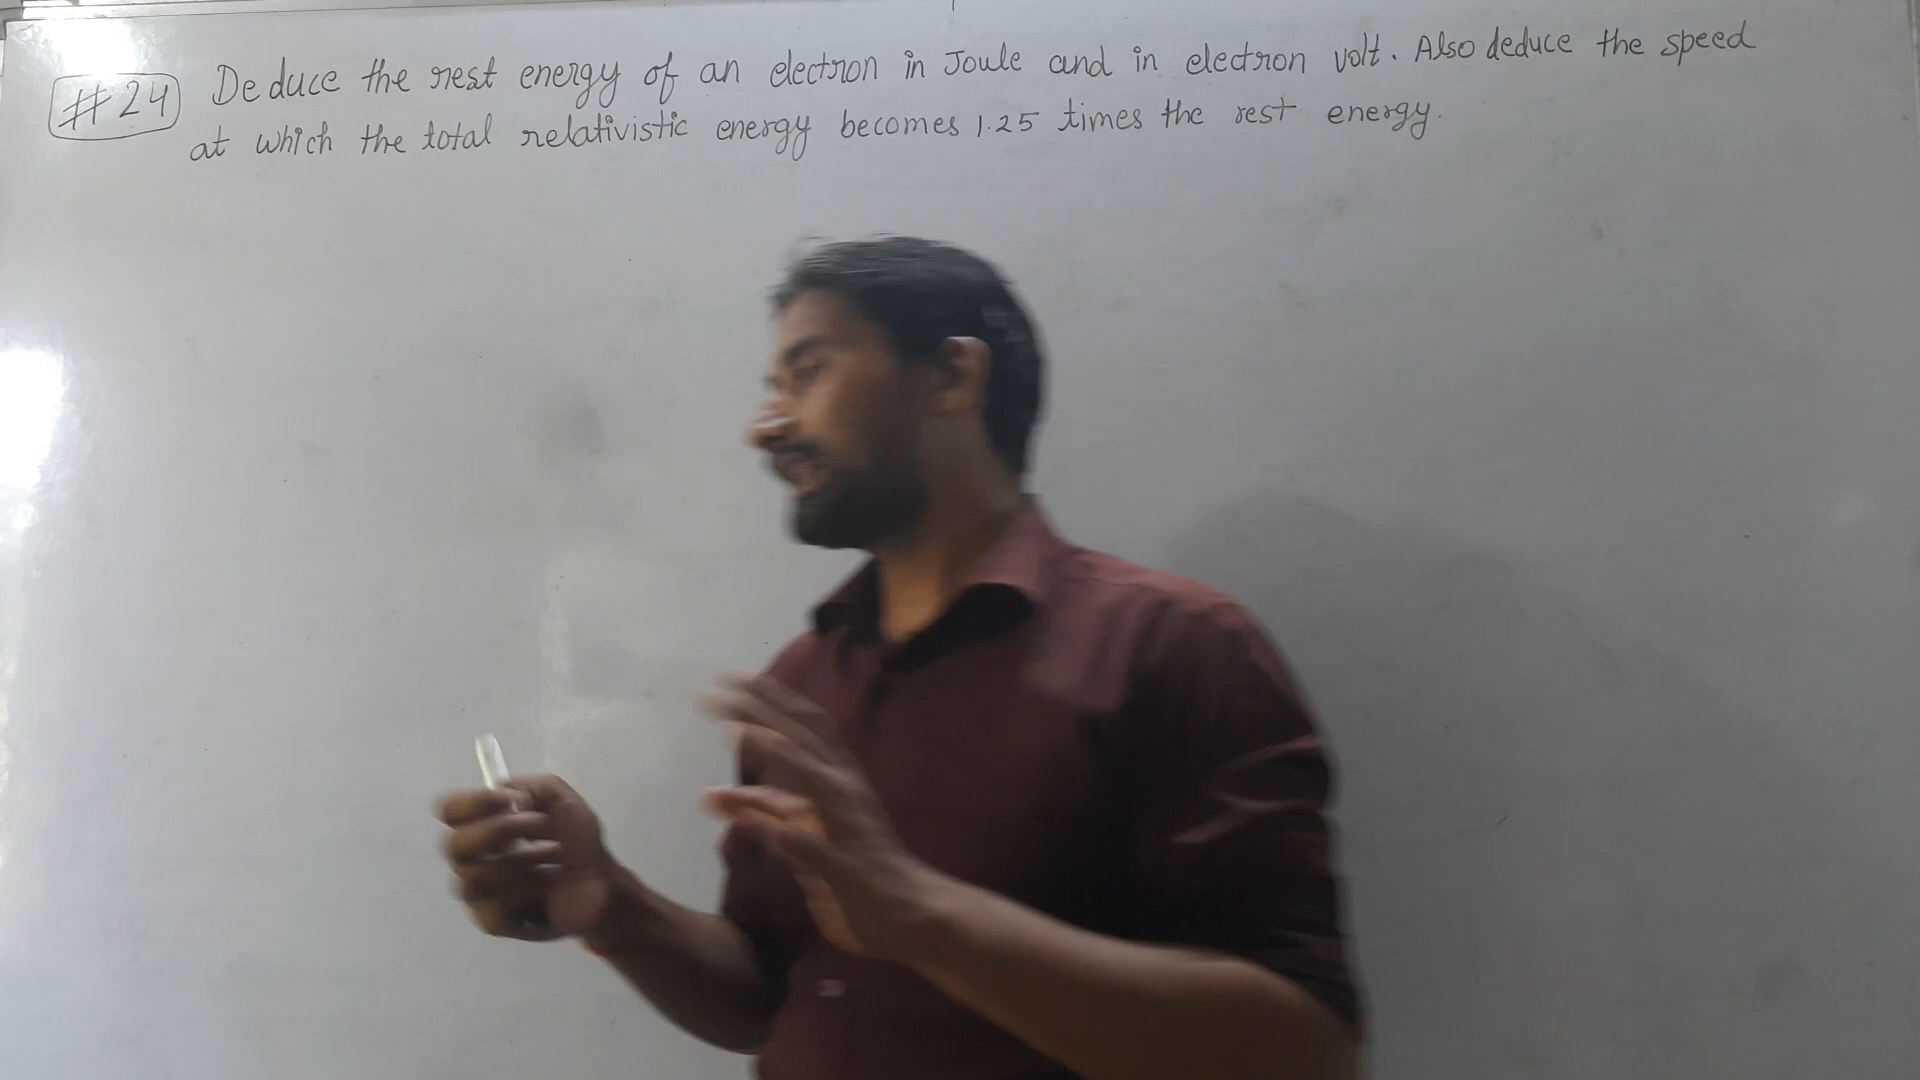 #24 Deduce the rest energy of an electron in Joule and in electron volt. Also deduce the speed
at which the total relativistic energy becomes 1.25 times the rest energy.